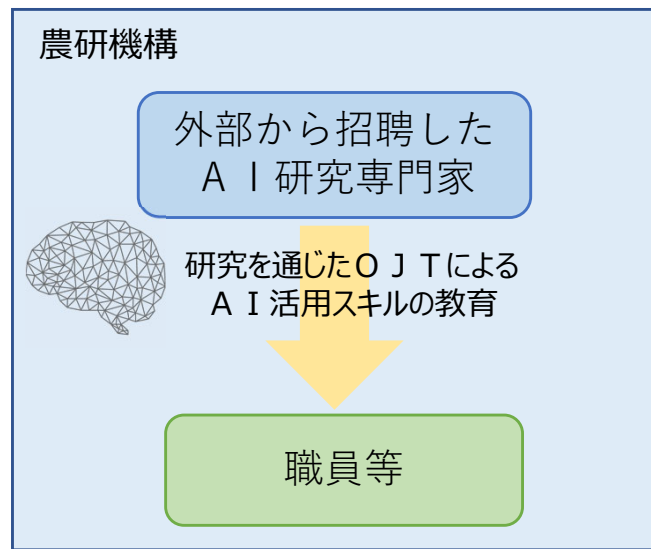 農研機構
外部から招聘した
ＡＩ研究専門家
研究を通じたＯＪＴによる
ＡＩ活用スキルの教育
職員等